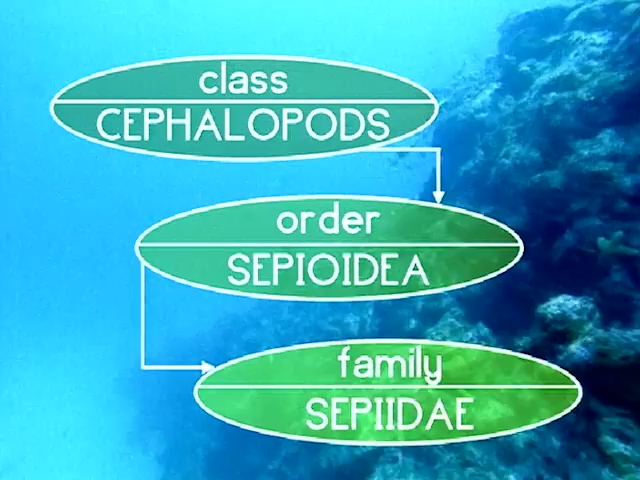 class
CEPHALOPODS
order
SEPIOIDEA
family
SEPIIDAE